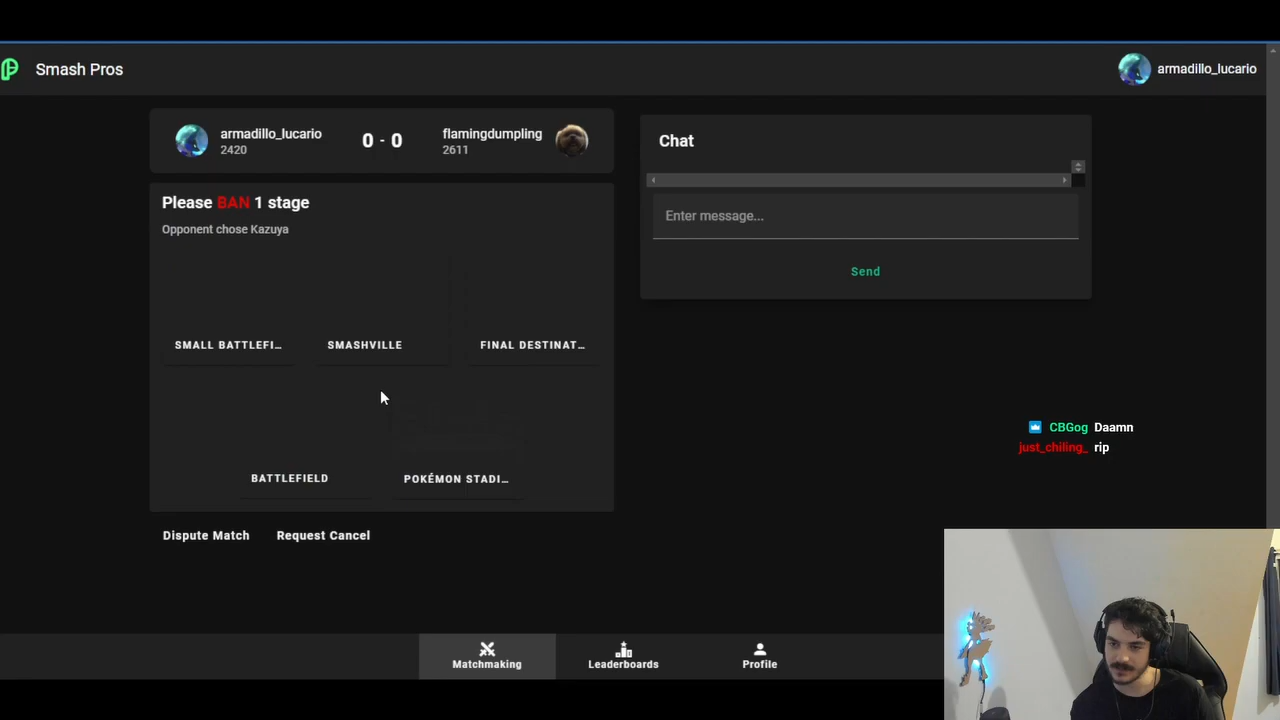 Smash Pros
armadillo_lucario
armadillo_lucario
2420
0 - 0
flamingdumpling
2611
Chat
Please BAN 1 stage
Opponent chose Kazuya
Enter message...
Send
SMALL BATTLEFI...
SMASHVILLE
FINAL DESTINAT...
BATTLEFIELD
POKÉMON STADI...
CBGog Daamn
just_chiling_ rip
Dispute Match
Request Cancel
Matchmaking
Leaderboards
Profile